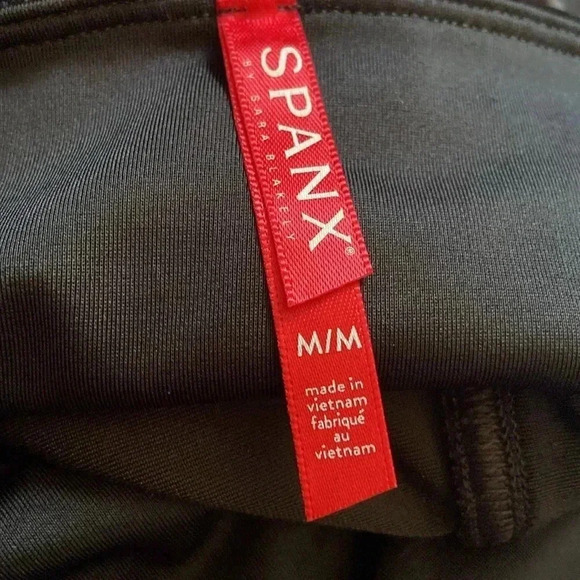 SPANX®
BY SARA BLAKELY
M/M
made in
vietnam
fabriqué
au
vietnam